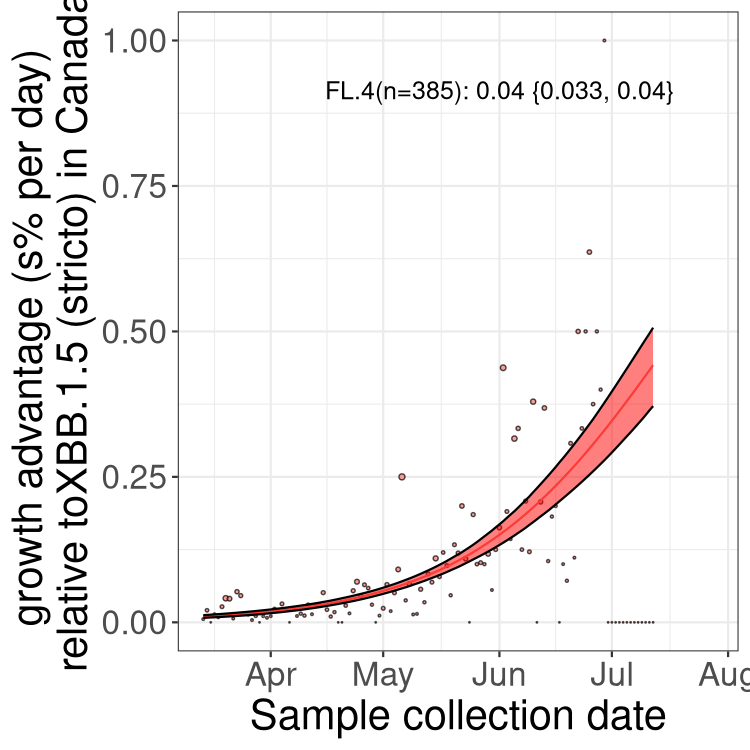 growth advantage (s% per day)
relative toXBB.1.5 (stricto) in Canada
1.00
0.75
0.50
0.25
0.00
FL.4(n=385): 0.04 {0.033, 0.04}
Apr
May
Jun
Jul
Aug
Sample collection date